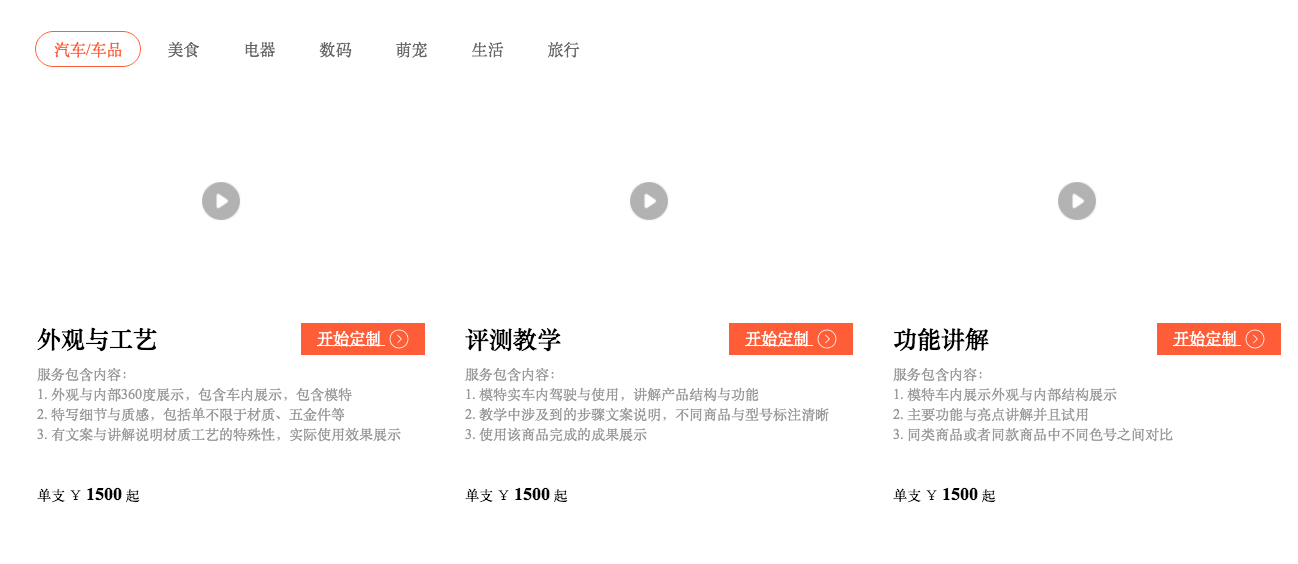 汽车/车品 美食 电器 数码 萌宠 生活 旅行
外观与工艺 开始定制
服务包含内容：
1. 外观与内部360度展示，包含车内展示，包含模特
2. 特写细节与质感，包括单不限于材质、五金件等
3. 有文案与讲解说明材质工艺的特殊性，实际使用效果展示
单支 ¥ 1500 起
评测教学 开始定制
服务包含内容：
1. 模特实车内驾驶与使用，讲解产品结构与功能
2. 教学中涉及到的步骤文案说明，不同商品与型号标注清晰
3. 使用该商品完成的成果展示
单支 ¥ 1500 起
功能讲解 开始定制
服务包含内容：
1. 模特车内展示外观与内部结构展示
2. 主要功能与亮点讲解并且试用
3. 同类商品或者同款商品中不同色号之间对比
单支 ¥ 1500 起